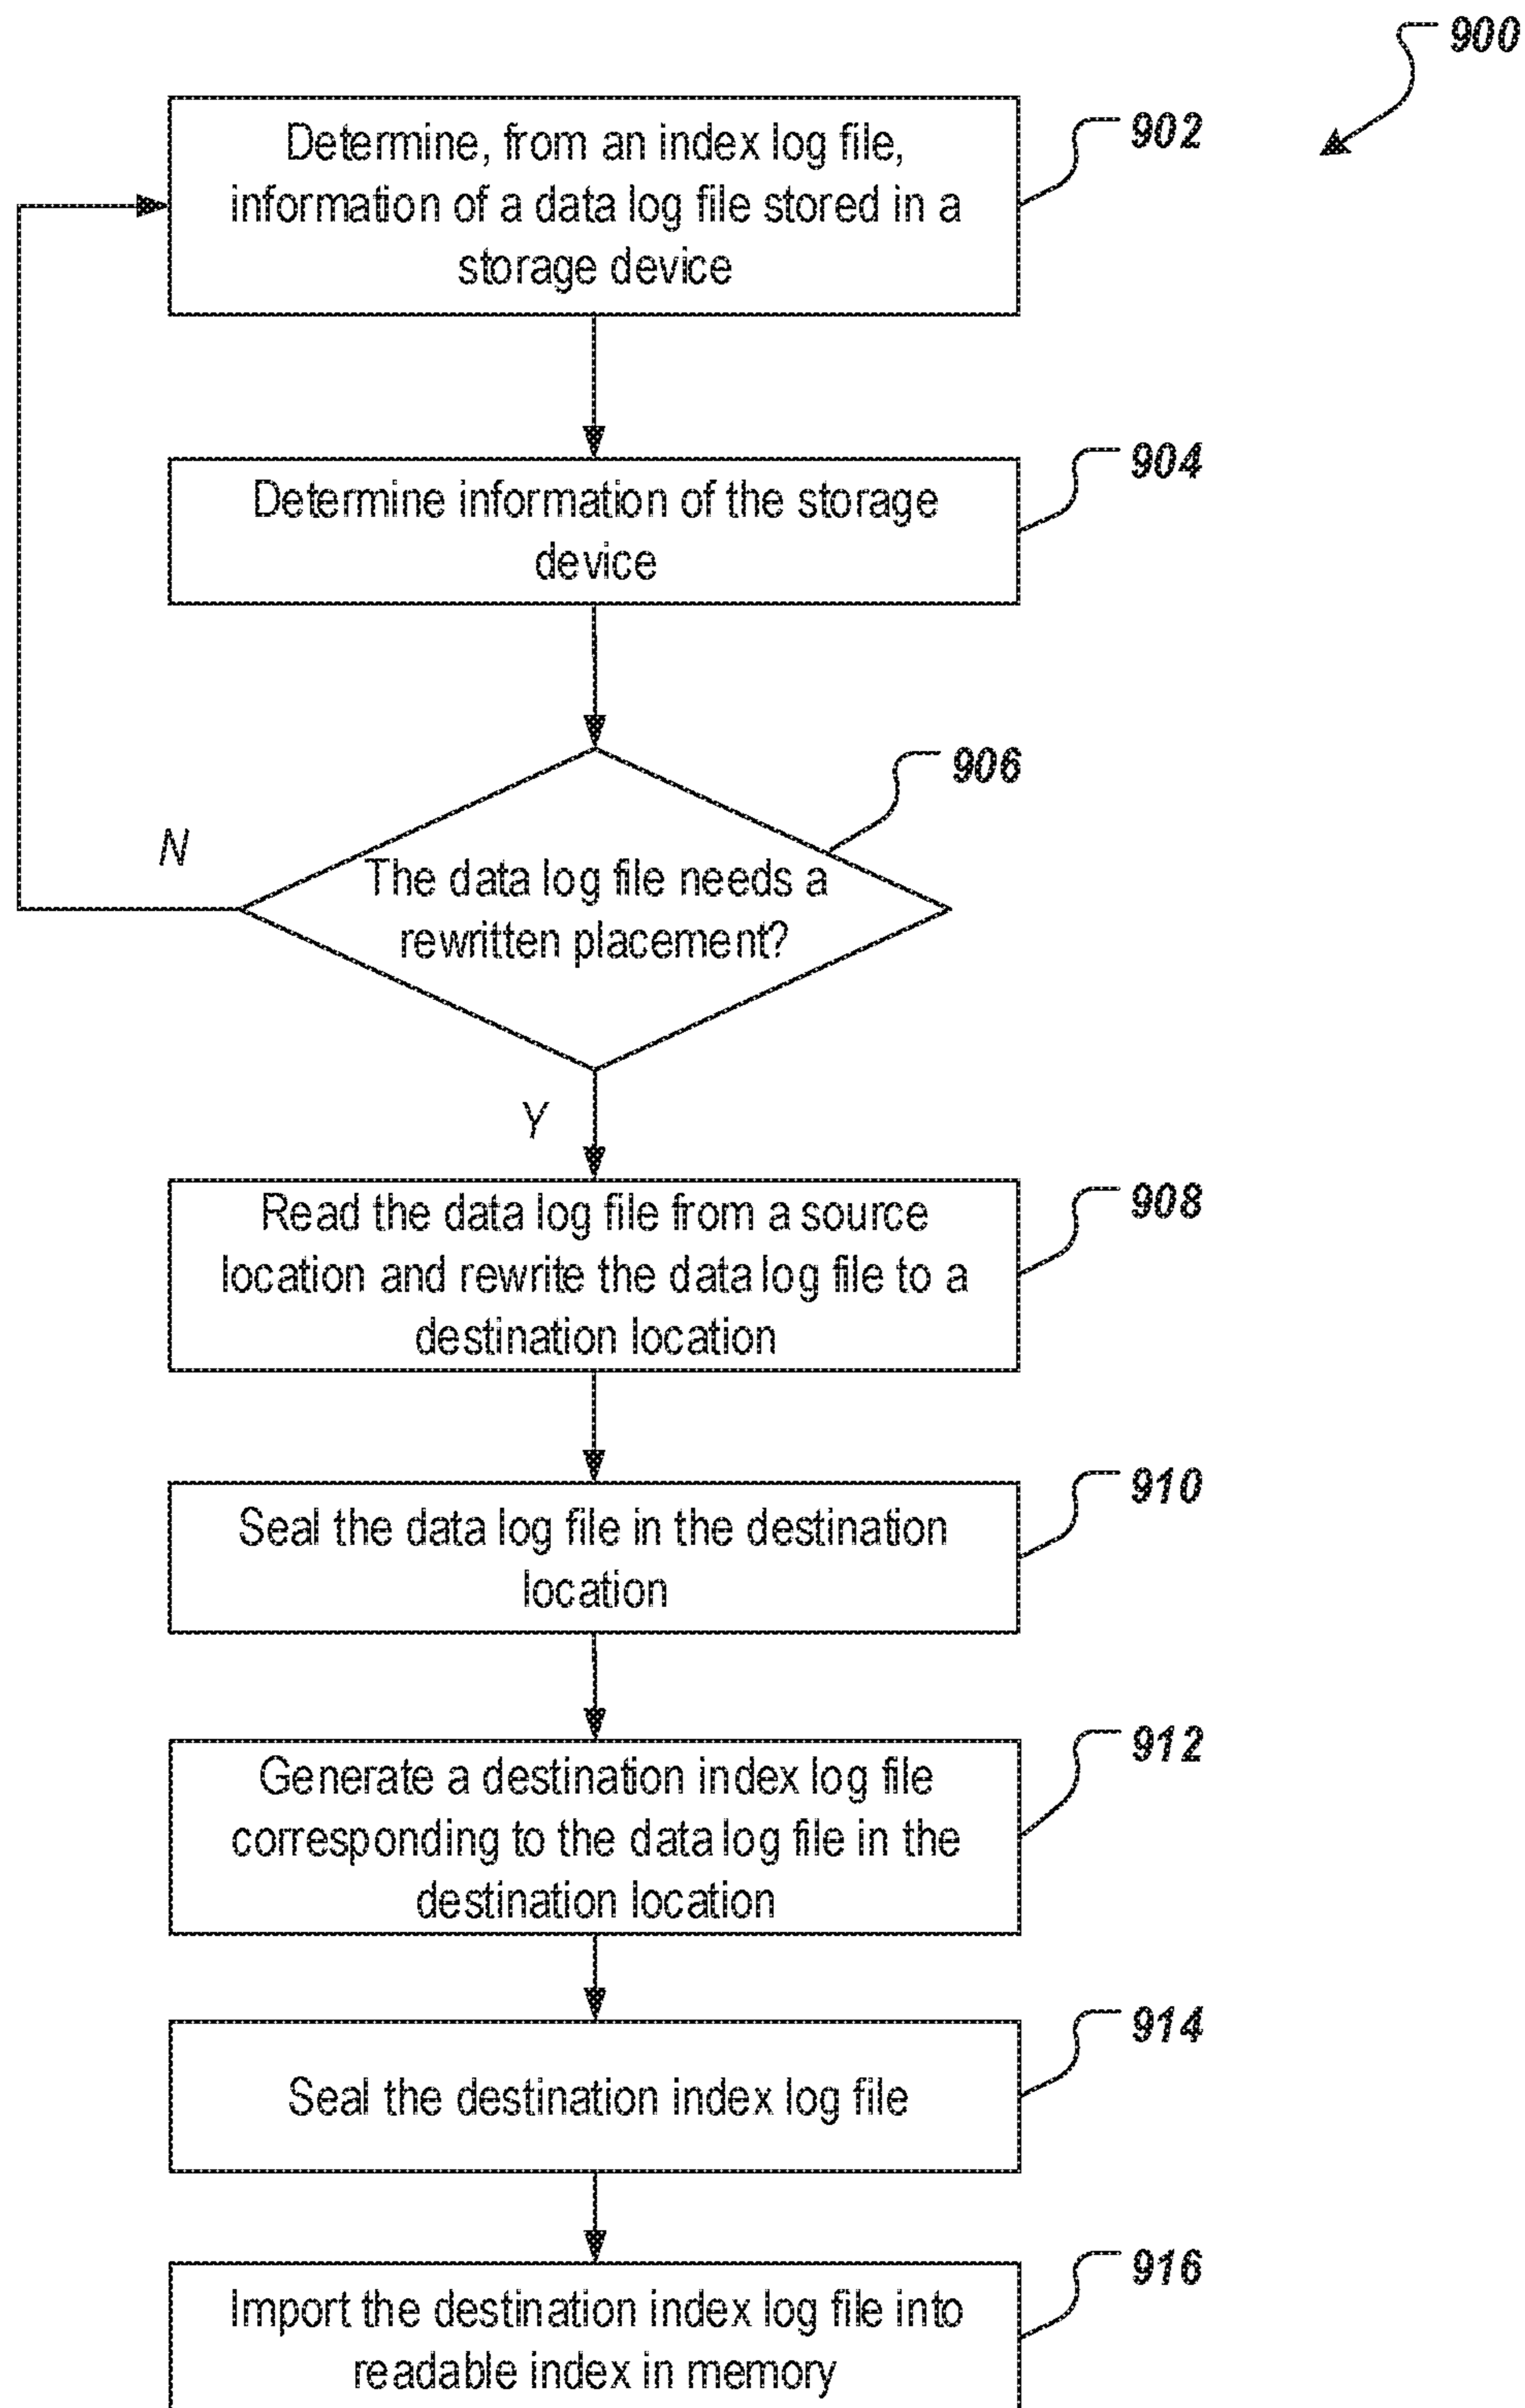 900
Determine, from an index log file,
information of a data log file stored in a
storage device
902
Determine information of the storage
device
904
906
N
The data log file needs a
rewritten placement?
Y
Read the data log file from a source
location and rewrite the data log file to a
destination location
908
Seal the data log file in the destination
location
910
Generate a destination index log file
corresponding to the data log file in the
destination location
912
Seal the destination index log file
914
Import the destination index log file into
readable index in memory
916